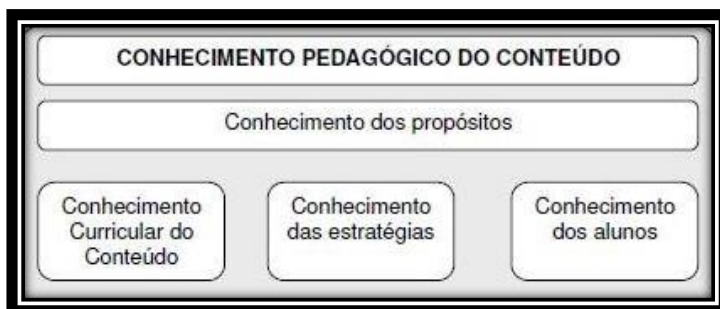 CONHECIMENTO PEDAGÓGICO DO CONTEÚDO
Conhecimento dos propósitos
Conhecimento
Curricular do
Conteúdo
Conhecimento
das estratégias
Conhecimento
dos alunos